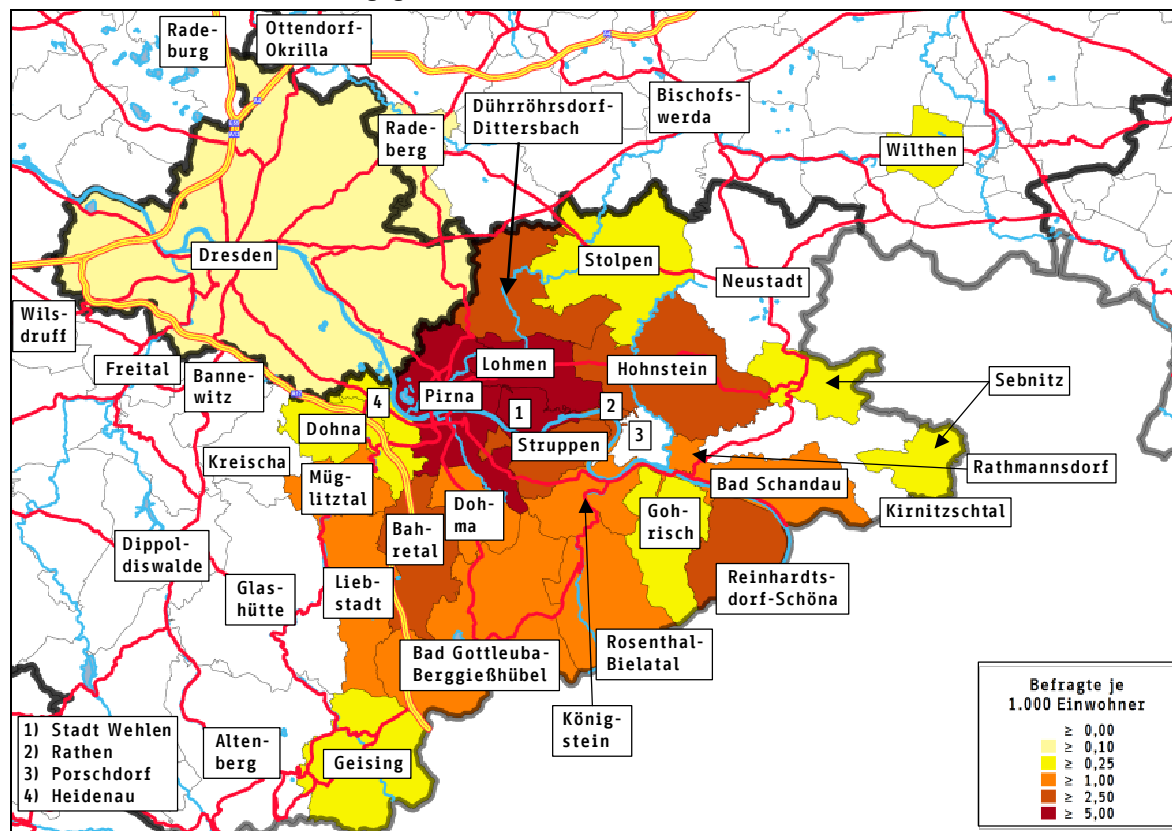 Rade-
burg
Ottendorf-
Okrilla
Dührröhrsdorf-
Dittersbach
Bischofs-
werda
Rade-
berg
Wilthen
Dresden
Stolpen
Neustadt
Wils-
druff
Freital
Banne-
witz
Lohmen
Hohnstein
Sebnitz
Pirna
4
1
2
3
Dohna
Struppen
Kreischa
Müg-
litztal
Rathmannsdorf
Bad Schandau
Kirnitzschtal
Doh-
ma
Goh-
risch
Bah-
retal
Dippol-
diswalde
Glas-
hütte
Lieb-
stadt
Reinhardts-
dorf-Schöna
Rosenthal-
Bielatal
Bad Gottleuba-
Berggießhübel
König-
stein
Alten-
berg
Geising
1) Stadt Wehlen
2) Rathen
3) Porschdorf
4) Heidenau
Befragte je
1.000 Einwohner
≥ 0,00
≥ 0,10
≥ 0,25
≥ 1,00
≥ 2,50
≥ 5,00